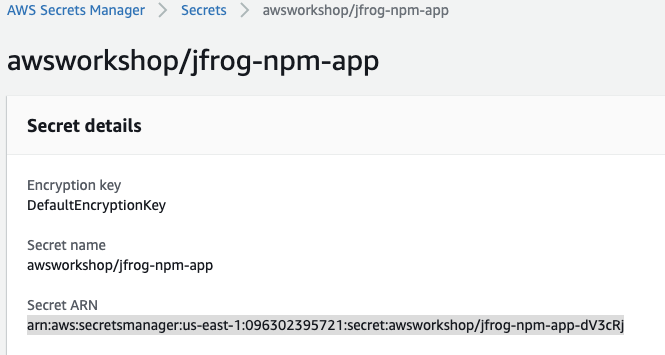 AWS Secrets Manager > Secrets > awsworkshop/jfrog-npm-app
awsworkshop/jfrog-npm-app
Secret details
Encryption key
DefaultEncryptionKey
Secret name
awsworkshop/jfrog-npm-app
Secret ARN
arn:aws:secretsmanager:us-east-1:096302395721:secret:awsworkshop/jfrog-npm-app-dV3cRj